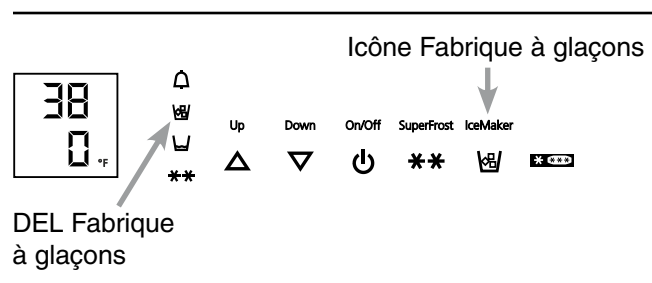 Icône Fabrique à glaçons
38
0 °F
Up Down On/Off SuperFrost IceMaker
DEL Fabrique
à glaçons